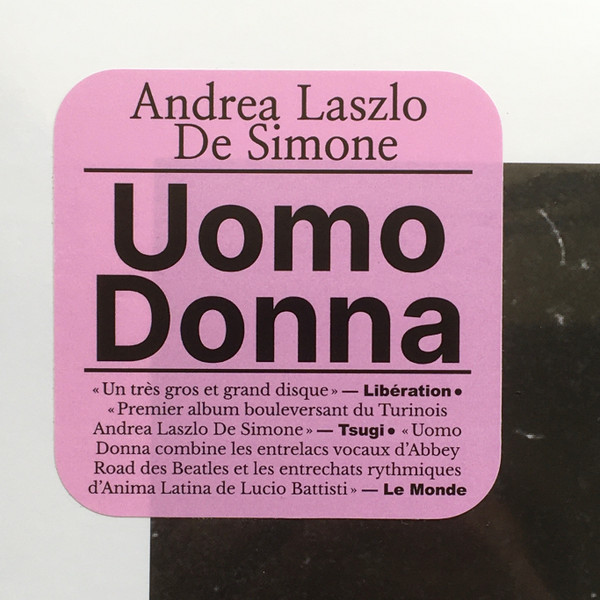 Andrea Laszlo
De Simone
Uomo
Donna
« Un très gros et grand disque » — Libération •
« Premier album bouleversant du Turinois
Andrea Laszlo De Simone » — Tsugi • « Uomo
Donna combine les entrelacs vocaux d’Abbey
Road des Beatles et les entrechats rythmiques
d’Anima Latina de Lucio Battisti » — Le Monde